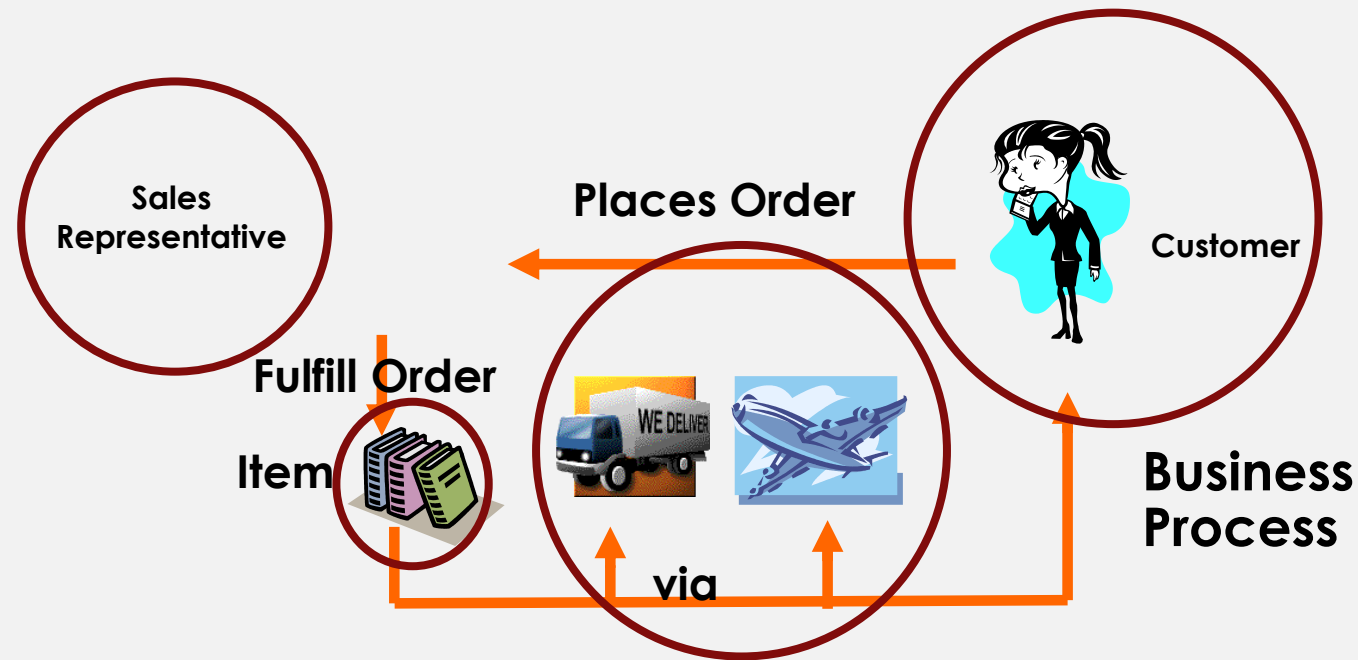 Places Order
Sales
Representative
Customer
Fulfill Order
WE DELIVER
Item
Business
Process
via